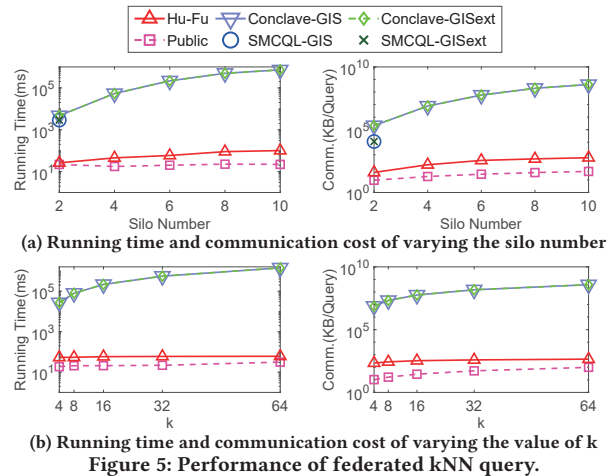 Hu-Fu Conclave-GIS Conclave-GISext
Public SMCQL-GIS SMCQL-GISext
Running Time(ms)
10^5
10^3
10^1
2 4 6 8 10
Silo Number
Comm.(KB/Query)
10^10
10^5
10^0
2 4 6 8 10
Silo Number
(a) Running time and communication cost of varying the silo number
Running Time(ms)
10^5
10^3
10^1
4 8 16 32 64
k
Comm.(KB/Query)
10^10
10^5
10^0
4 8 16 32 64
k
(b) Running time and communication cost of varying the value of k
Figure 5: Performance of federated kNN query.